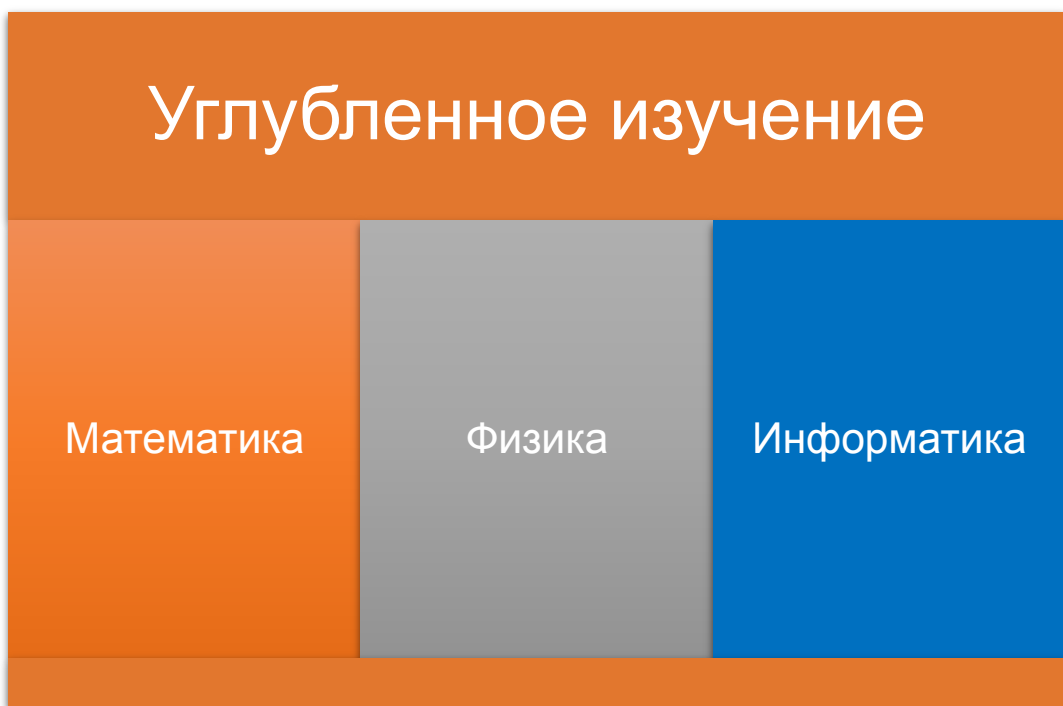 Углубленное изучение
Математика
Физика
Информатика